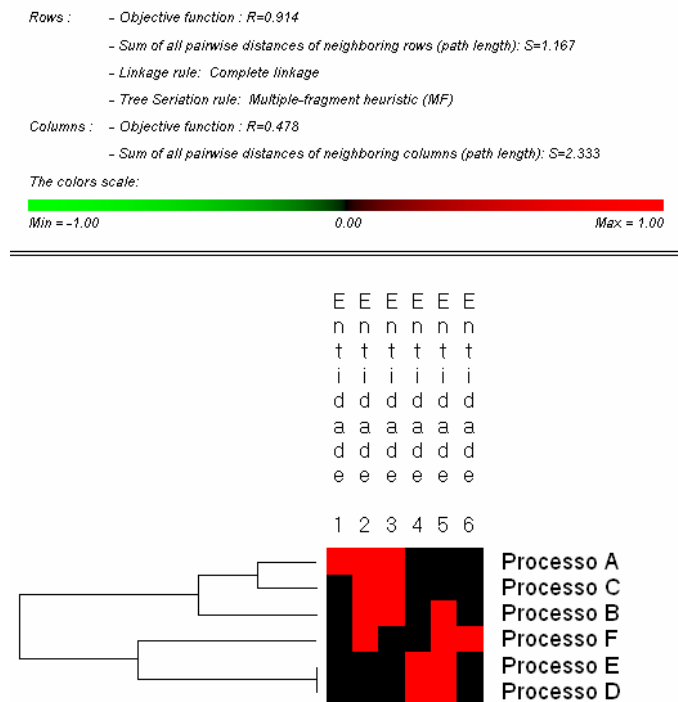 Rows : - Objective function : R=0.914
- Sum of all pairwise distances of neighboring rows (path length): S=1.167
- Linkage rule: Complete linkage
- Tree Seriation rule: Multiple-fragment heuristic (MF)
Columns : - Objective function : R=0.478
- Sum of all pairwise distances of neighboring columns (path length): S=2.333
The colors scale:
Min = -1.00 0.00 Max = 1.00
Entidade 1
Entidade 2
Entidade 3
Entidade 4
Entidade 5
Entidade 6
Processo A
Processo C
Processo B
Processo F
Processo E
Processo D